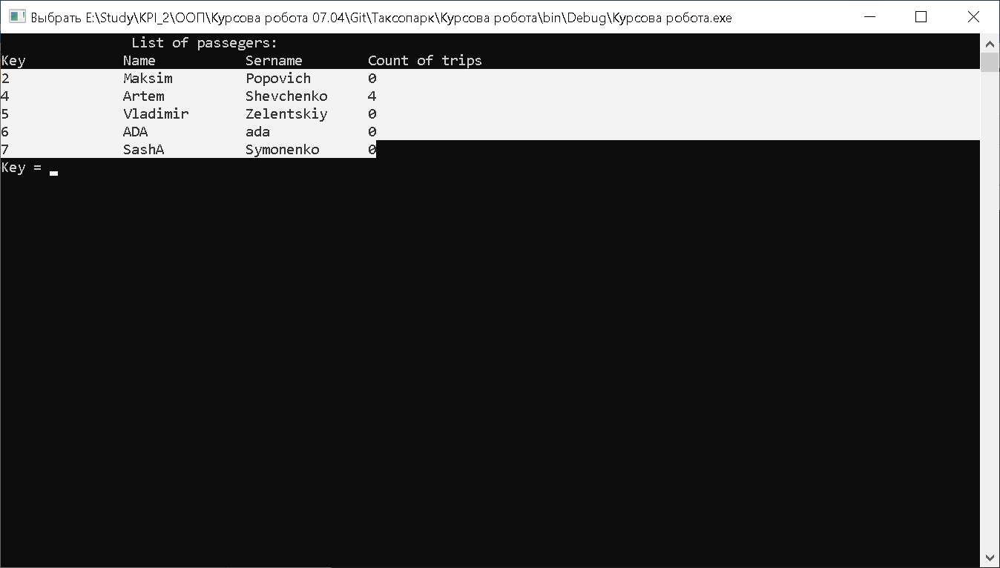 Выбрать E:\Study\KPI_2\ООП\Курсова робота 07.04\Git\Таксопарк\Курсова робота\bin\Debug\Курсова робота.exe
List of passegers:
Key Name Sername Count of trips
2 Maksim Popovich 0
4 Artem Shevchenko 4
5 Vladimir Zelentskiy 0
6 ADA ada 0
7 SashA Symonenko 0
Key =